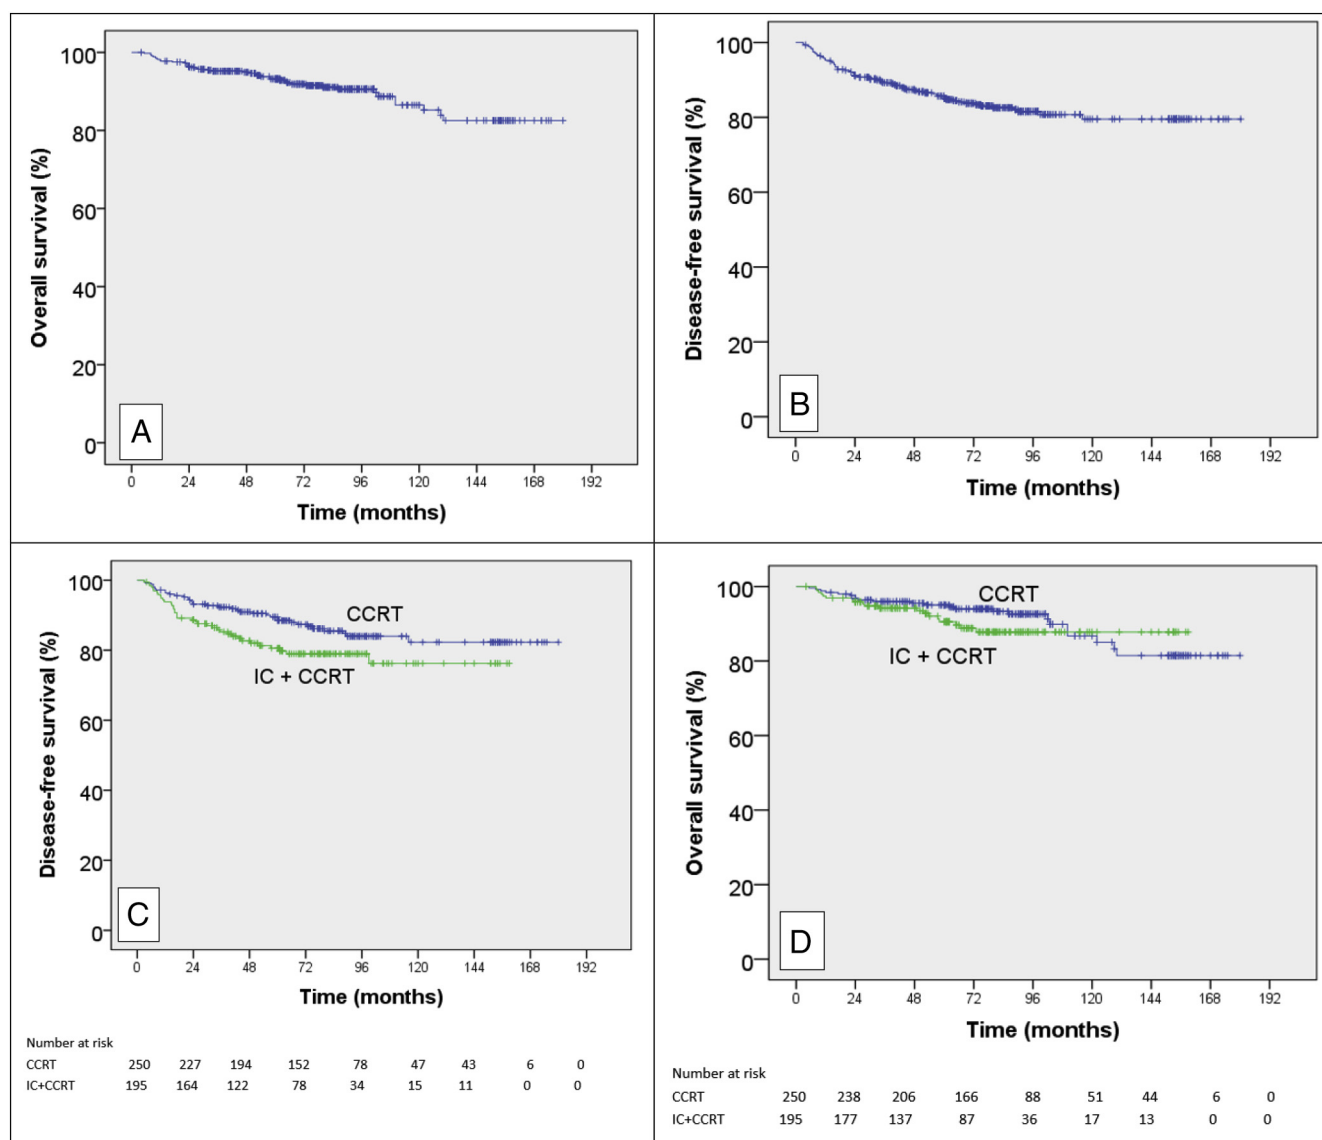 Overall survival (%)
100
80
60
40
20
0
A
0 24 48 72 96 120 144 168 192
Time (months)
Disease-free survival (%)
100
80
60
40
20
0
B
0 24 48 72 96 120 144 168 192
Time (months)
Disease-free survival (%)
100
80
60
40
20
0
CCRT
IC + CCRT
C
0 24 48 72 96 120 144 168 192
Time (months)
Number at risk
CCRT 250 227 194 152 78 47 43 6 0
IC+CCRT 195 164 122 78 34 15 11 0 0
Overall survival (%)
100
80
60
40
20
0
CCRT
IC + CCRT
D
0 24 48 72 96 120 144 168 192
Time (months)
Number at risk
CCRT 250 238 206 166 88 51 44 6 0
IC+CCRT 195 177 137 87 36 17 13 0 0